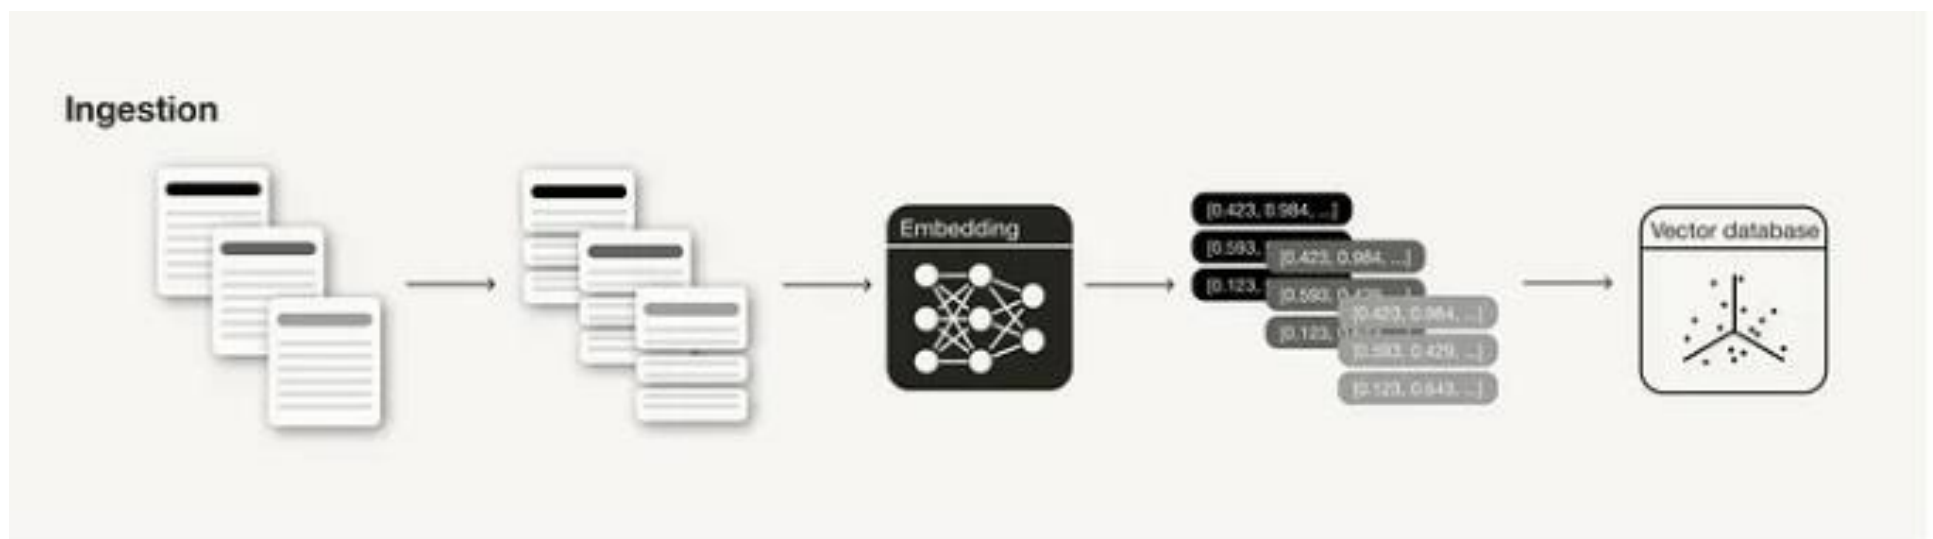 Ingestion
Embedding
[0.423, 0.984, ...]
[0.593,
[0.123,
[0.423, 0.984, ...]
[0.593,
[0.123,
[0.423, 0.984, ...]
[0.593, 0.429, ...]
[0.123, 0.643, ...]
Vector database